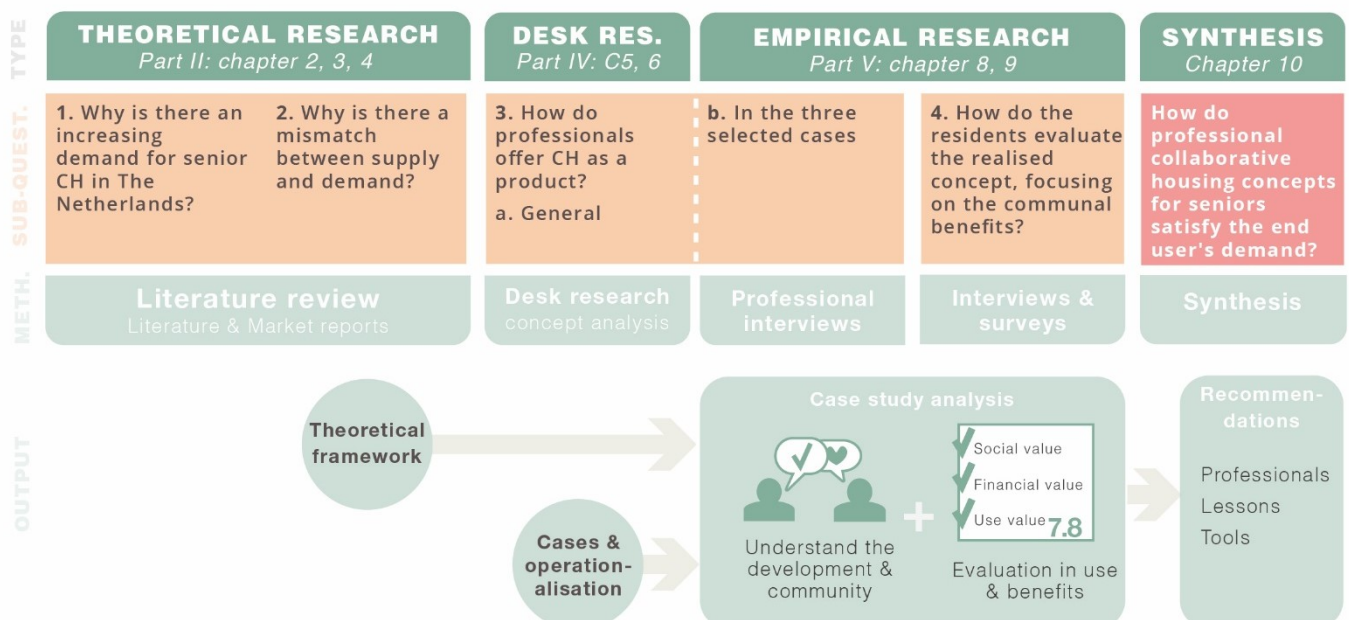 TYPE
THEORETICAL RESEARCH
Part II: chapter 2, 3, 4
DESK RES.
Part IV: C5, 6
EMPIRICAL RESEARCH
Part V: chapter 8, 9
SYNTHESIS
Chapter 10
SUB-QUEST.
1. Why is there an
increasing
demand for senior
CH in The
Netherlands?
2. Why is there a
mismatch
between supply
and demand?
3. How do
professionals
offer CH as a
product?
a. General
b. In the three
selected cases
4. How do the
residents evaluate
the realised
concept, focusing
on the communal
benefits?
How do
professional
collaborative
housing concepts
for seniors
satisfy the end
user's demand?
METH.
Literature review
Literature & Market reports
Desk research
concept analysis
Professional
interviews
Interviews &
surveys
Synthesis
OUTPUT
Theoretical
framework
Cases &
operation-
alisation
Case study analysis
Understand the
development &
community
+
Social value
Financial value
Use value 7.8
Evaluation in use
& benefits
Recommen-
dations
Professionals
Lessons
Tools